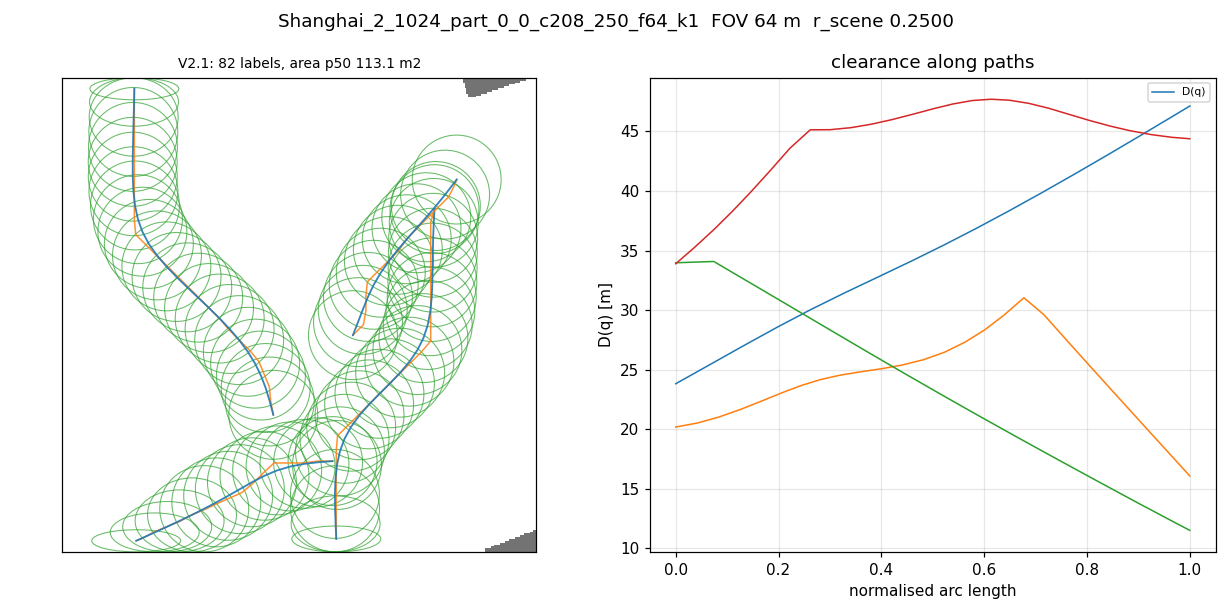 Shanghai_2_1024_part_0_0_c208_250_f64_k1 FOV 64 m r_scene 0.2500
V2.1: 82 labels, area p50 113.1 m2
clearance along paths
D(q)
D(q) [m]
45
40
35
30
25
20
15
10
0.0 0.2 0.4 0.6 0.8 1.0
normalised arc length